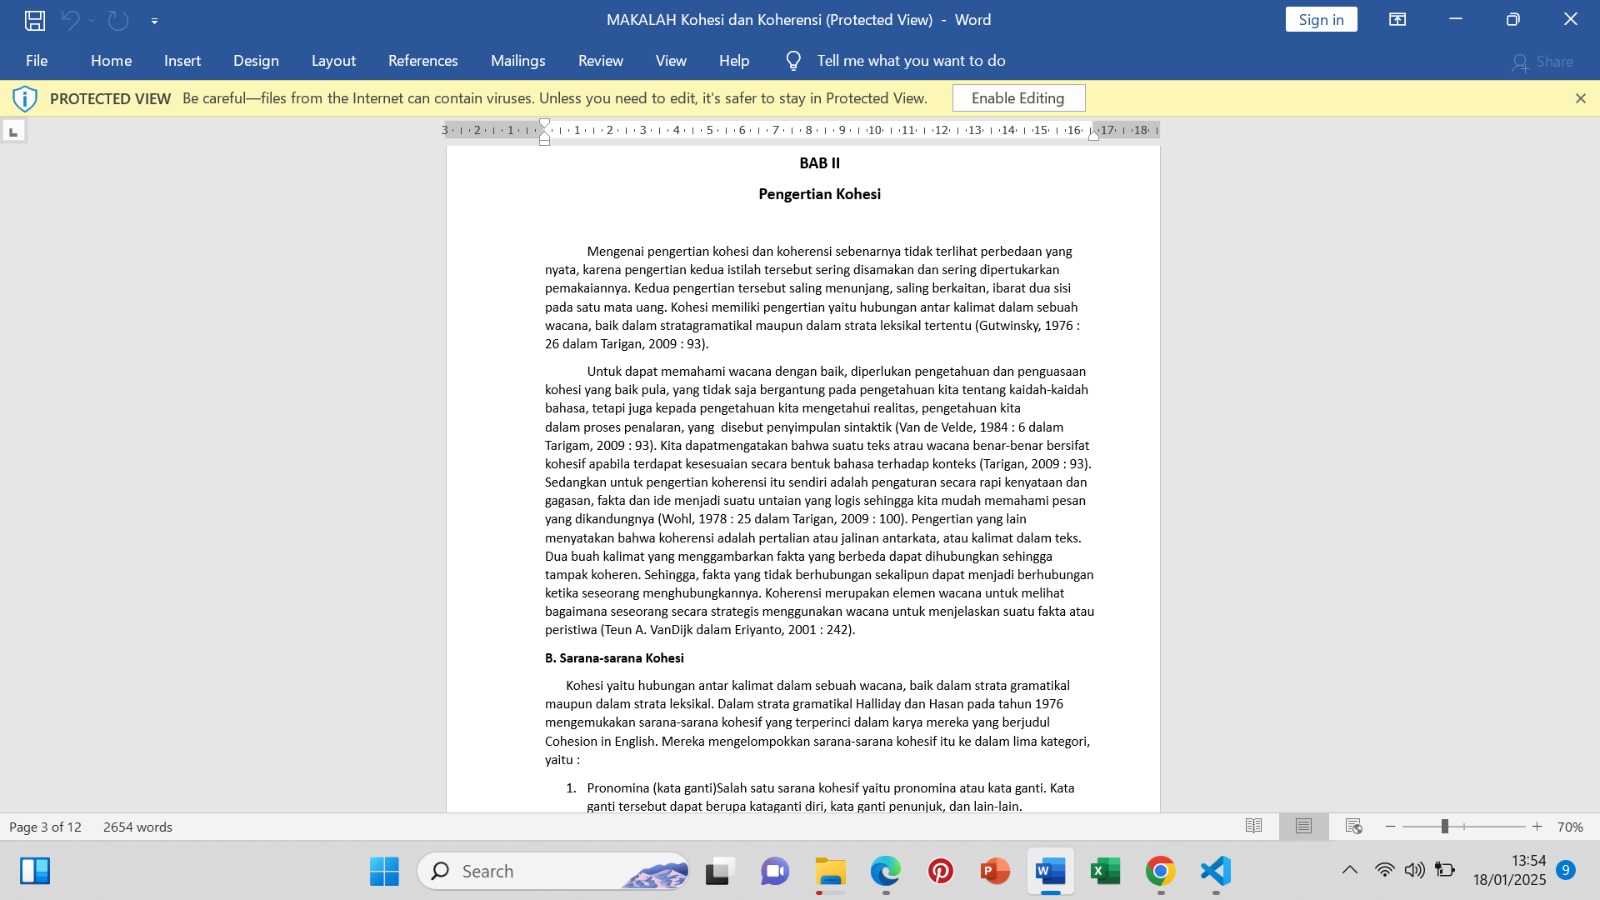 MAKALAH Kohesi dan Koherensi (Protected View) - Word
Sign in
File Home Insert Design Layout References Mailings Review View Help Tell me what you want to do Share
PROTECTED VIEW Be careful—files from the Internet can contain viruses. Unless you need to edit, it's safer to stay in Protected View. Enable Editing
3 2 1 1 2 3 4 5 6 7 8 9 10 11 12 13 14 15 16 17 18
BAB II
Pengertian Kohesi
Mengenai pengertian kohesi dan koherensi sebenarnya tidak terlihat perbedaan yang
nyata, karena pengertian kedua istilah tersebut sering disamakan dan sering dipertukarkan
pemakaiannya. Kedua pengertian tersebut saling menunjang, saling berkaitan, ibarat dua sisi
pada satu mata uang. Kohesi memiliki pengertian yaitu hubungan antar kalimat dalam sebuah
wacana, baik dalam stratagramatikal maupun dalam strata leksikal tertentu (Gutwinsky, 1976 :
26 dalam Tarigan, 2009 : 93).
Untuk dapat memahami wacana dengan baik, diperlukan pengetahuan dan penguasaan
kohesi yang baik pula, yang tidak saja bergantung pada pengetahuan kita tentang kaidah-kaidah
bahasa, tetapi juga kepada pengetahuan kita mengetahui realitas, pengetahuan kita
dalam proses penalaran, yang  disebut penyimpulan sintaktik (Van de Velde, 1984 : 6 dalam
Tarigam, 2009 : 93). Kita dapatmengatakan bahwa suatu teks atrau wacana benar-benar bersifat
kohesif apabila terdapat kesesuaian secara bentuk bahasa terhadap konteks (Tarigan, 2009 : 93).
Sedangkan untuk pengertian koherensi itu sendiri adalah pengaturan secara rapi kenyataan dan
gagasan, fakta dan ide menjadi suatu untaian yang logis sehingga kita mudah memahami pesan
yang dikandungnya (Wohl, 1978 : 25 dalam Tarigan, 2009 : 100). Pengertian yang lain
menyatakan bahwa koherensi adalah pertalian atau jalinan antarkata, atau kalimat dalam teks.
Dua buah kalimat yang menggambarkan fakta yang berbeda dapat dihubungkan sehingga
tampak koheren. Sehingga, fakta yang tidak berhubungan sekalipun dapat menjadi berhubungan
ketika seseorang menghubungkannya. Koherensi merupakan elemen wacana untuk melihat
bagaimana seseorang secara strategis menggunakan wacana untuk menjelaskan suatu fakta atau
peristiwa (Teun A. VanDijk dalam Eriyanto, 2001 : 242).
B. Sarana-sarana Kohesi
Kohesi yaitu hubungan antar kalimat dalam sebuah wacana, baik dalam strata gramatikal
maupun dalam strata leksikal. Dalam strata gramatikal Halliday dan Hasan pada tahun 1976
mengemukakan sarana-sarana kohesif yang terperinci dalam karya mereka yang berjudul
Cohesion in English. Mereka mengelompokkan sarana-sarana kohesif itu ke dalam lima kategori,
yaitu :
1. Pronomina (kata ganti)Salah satu sarana kohesif yaitu pronomina atau kata ganti. Kata
ganti tersebut dapat berupa kataganti diri, kata ganti penunjuk, dan lain-lain.
Page 3 of 12 2654 words 70%
Search
13:54
18/01/2025 9